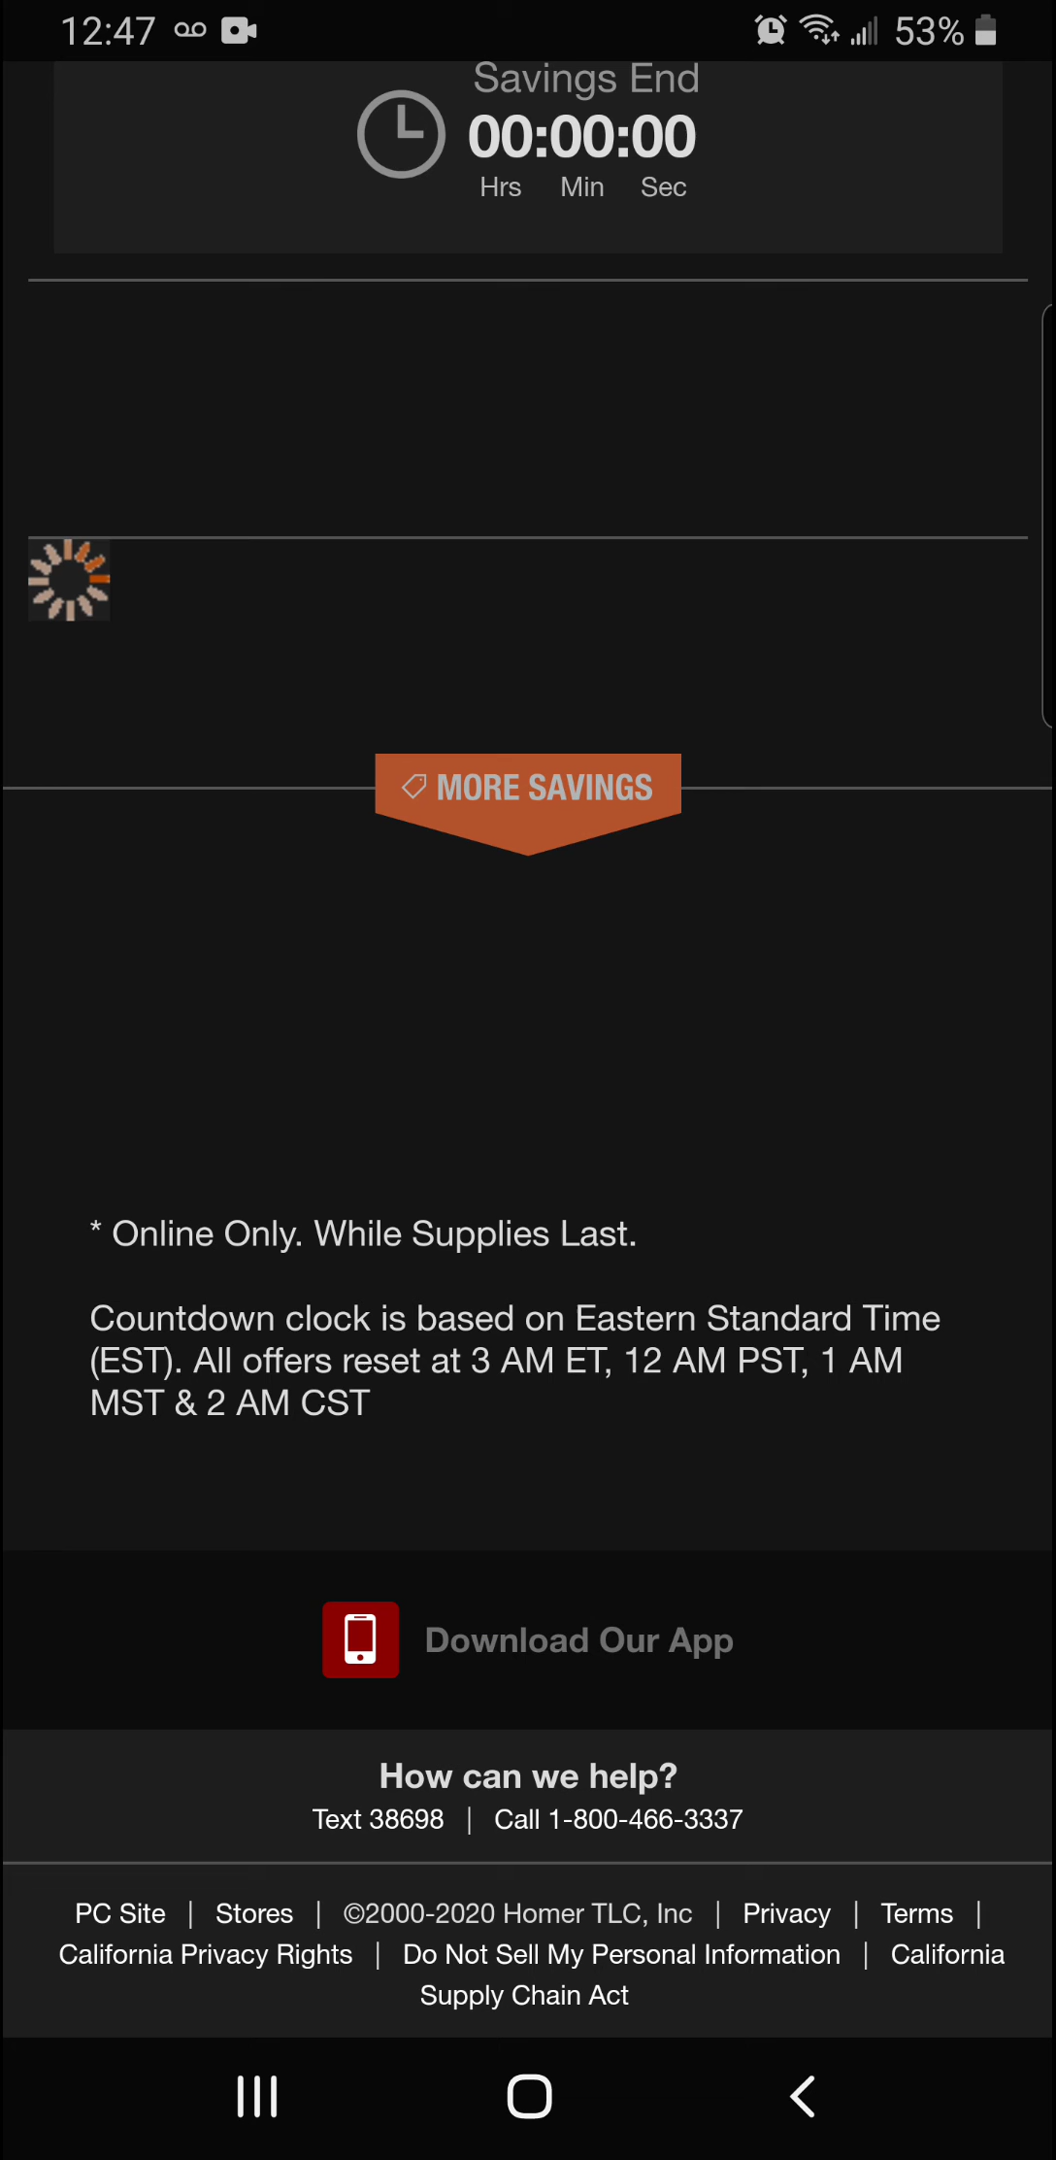 12:47 53%
Savings End
00:00:00
Hrs Min Sec
MORE SAVINGS
* Online Only. While Supplies Last.
Countdown clock is based on Eastern Standard Time
(EST). All offers reset at 3 AM ET, 12 AM PST, 1 AM
MST & 2 AM CST
Download Our App
How can we help?
Text 38698 | Call 1-800-466-3337
PC Site | Stores | ©2000-2020 Homer TLC, Inc | Privacy | Terms |
California Privacy Rights | Do Not Sell My Personal Information | California
Supply Chain Act